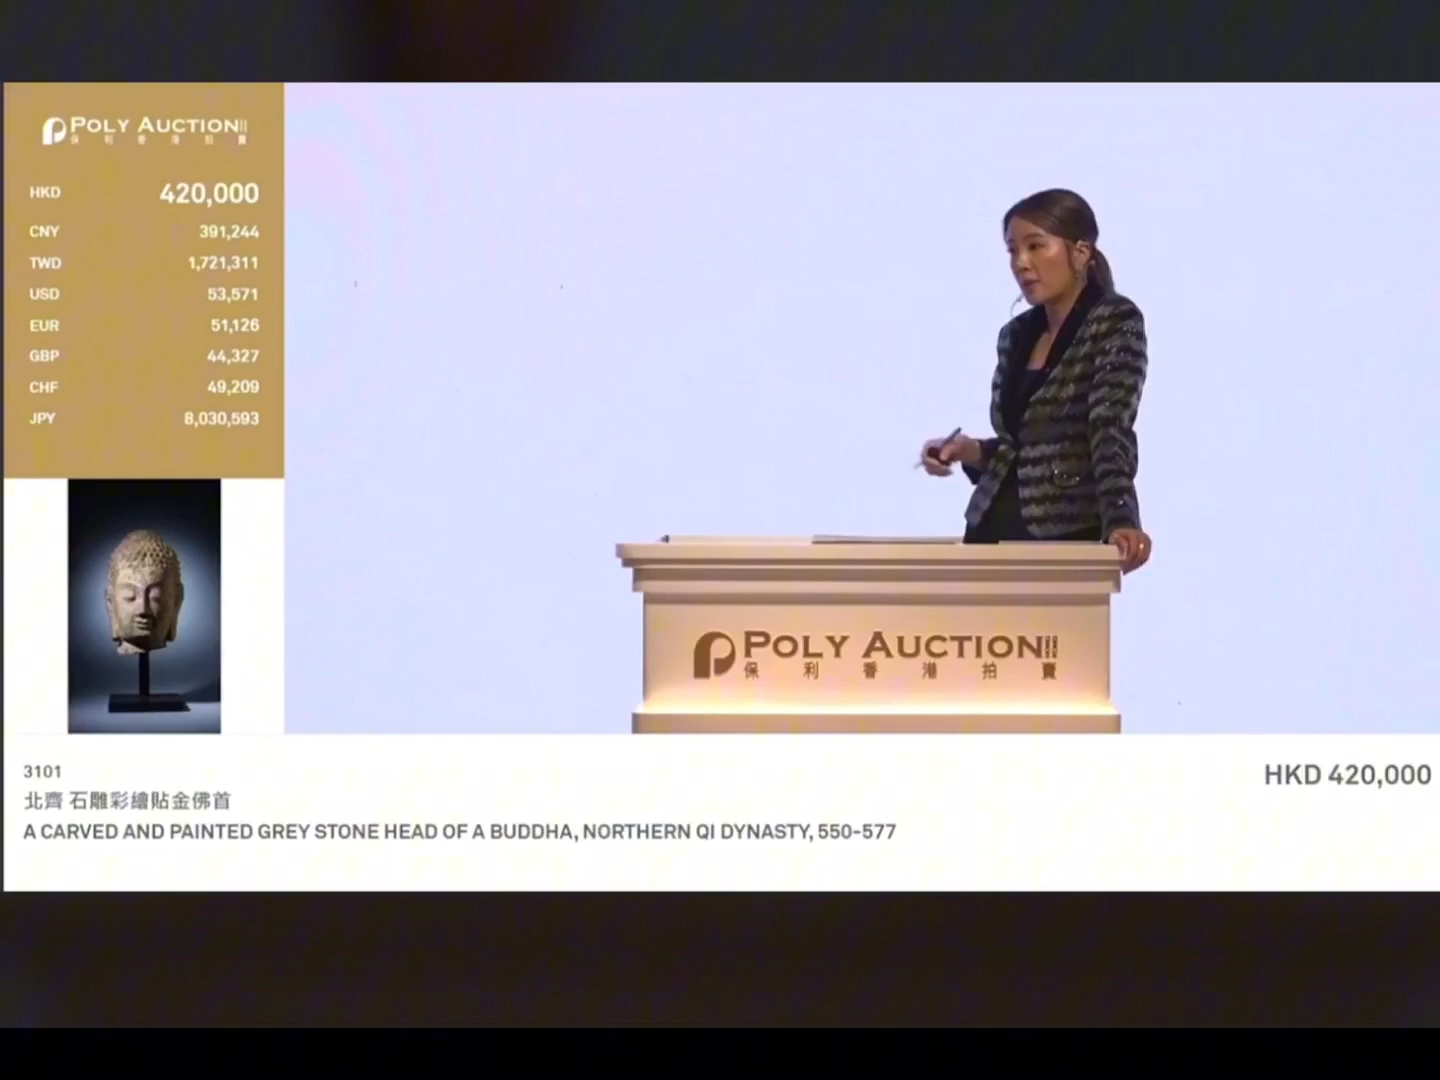 POLY AUCTION
保利香港拍賣
HKD 420,000
CNY 391,244
TWD 1,721,311
USD 53,571
EUR 51,126
GBP 44,327
CHF 49,209
JPY 8,030,593
POLY AUCTION
保利香港拍賣
3101
HKD 420,000
北齊 石雕彩繪貼金佛首
A CARVED AND PAINTED GREY STONE HEAD OF A BUDDHA, NORTHERN QI DYNASTY, 550-577